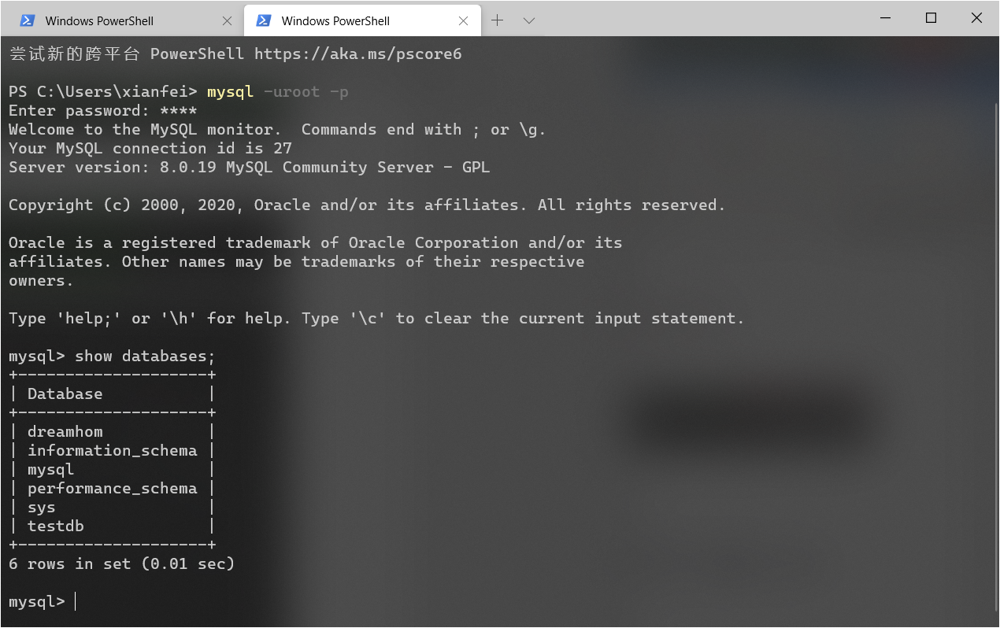 Windows PowerShell
Windows PowerShell
尝试新的跨平台 PowerShell https://aka.ms/pscore6
PS C:\Users\xianfei> mysql -uroot -p
Enter password: ****
Welcome to the MySQL monitor.  Commands end with ; or \g.
Your MySQL connection id is 27
Server version: 8.0.19 MySQL Community Server - GPL
Copyright (c) 2000, 2020, Oracle and/or its affiliates. All rights reserved.
Oracle is a registered trademark of Oracle Corporation and/or its
affiliates. Other names may be trademarks of their respective
owners.
Type 'help;' or '\h' for help. Type '\c' to clear the current input statement.
mysql> show databases;
+--------------------+
| Database           |
+--------------------+
| dreamhom           |
| information_schema |
| mysql              |
| performance_schema |
| sys                |
| testdb             |
+--------------------+
6 rows in set (0.01 sec)
mysql>